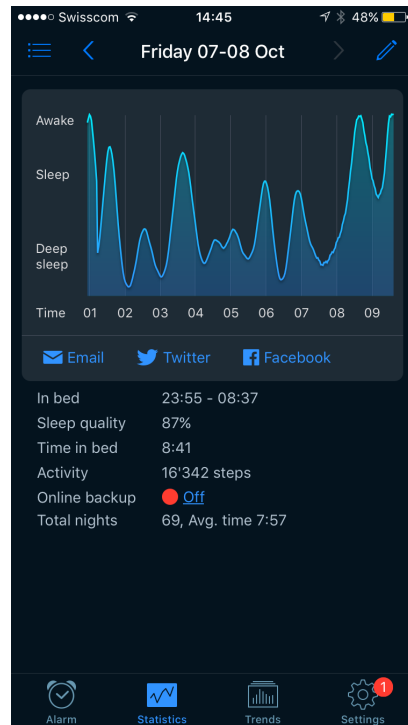 Swisscom 14:45 48%
Friday 07-08 Oct
Awake
Sleep
Deep
sleep
Time 01 02 03 04 05 06 07 08 09
Email Twitter Facebook
In bed 23:55 - 08:37
Sleep quality 87%
Time in bed 8:41
Activity 16'342 steps
Online backup Off
Total nights 69, Avg. time 7:57
1
Alarm Statistics Trends Settings